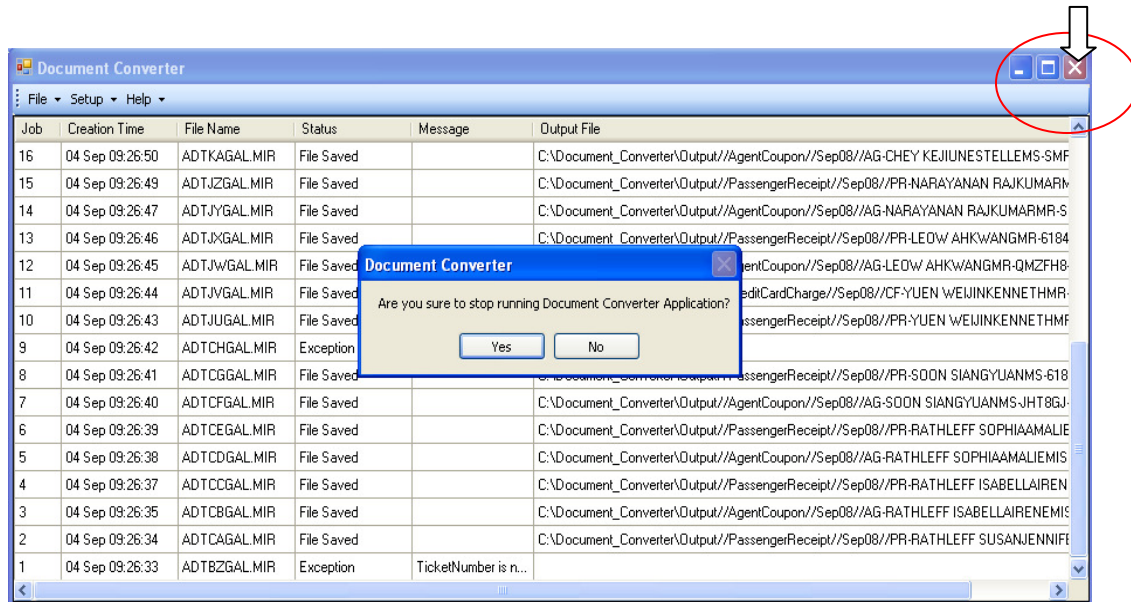 Document Converter
File Setup Help
Job Creation Time File Name Status Message Output File
16 04 Sep 09:26:50 ADTKAGAL.MIR File Saved C:\Document_Converter\Output//AgentCoupon//Sep08//AG-CHEY KEJIUNESTELLEMS-SMF
15 04 Sep 09:26:49 ADTJZGAL.MIR File Saved C:\Document_Converter\Output//PassengerReceipt//Sep08//PR-NARAYANAN RAJKUMARM
14 04 Sep 09:26:47 ADTJYGAL.MIR File Saved C:\Document_Converter\Output//AgentCoupon//Sep08//AG-NARAYANAN RAJKUMARMR-S
13 04 Sep 09:26:46 ADTJXGAL.MIR File Saved C:\Document_Converter\Output//PassengerReceipt//Sep08//PR-LEOW AHKWANGMR-6184
12 04 Sep 09:26:45 ADTJWGAL.MIR File Saved gentCoupon//Sep08//AG-LEOW AHKWANGMR-QMZFH8-
11 04 Sep 09:26:44 ADTJVGAL.MIR File Saved editCardCharge//Sep08//CF-YUEN WEIJINKENNETHMR-
10 04 Sep 09:26:43 ADTJUGAL.MIR File Saved assengerReceipt//Sep08//PR-YUEN WEIJINKENNETHMF
9 04 Sep 09:26:42 ADTCHGAL.MIR Exception
8 04 Sep 09:26:41 ADTCGGAL.MIR File Saved assengerReceipt//Sep08//PR-SOON SIANGYUANMS-618
7 04 Sep 09:26:40 ADTCFGAL.MIR File Saved C:\Document_Converter\Output//AgentCoupon//Sep08//AG-SOON SIANGYUANMS-JHT8GJ-
6 04 Sep 09:26:39 ADTCEGAL.MIR File Saved C:\Document_Converter\Output//PassengerReceipt//Sep08//PR-RATHLEFF SOPHIAAMALIE
5 04 Sep 09:26:38 ADTCDGAL.MIR File Saved C:\Document_Converter\Output//AgentCoupon//Sep08//AG-RATHLEFF SOPHIAAMALIEMIS
4 04 Sep 09:26:37 ADTCCGAL.MIR File Saved C:\Document_Converter\Output//PassengerReceipt//Sep08//PR-RATHLEFF ISABELLAIREN
3 04 Sep 09:26:35 ADTCBGAL.MIR File Saved C:\Document_Converter\Output//AgentCoupon//Sep08//AG-RATHLEFF ISABELLAIRENEMIS
2 04 Sep 09:26:34 ADTCAGAL.MIR File Saved C:\Document_Converter\Output//PassengerReceipt//Sep08//PR-RATHLEFF SUSANJENNIFE
1 04 Sep 09:26:33 ADTBZGAL.MIR Exception TicketNumber is n...
Document Converter
Are you sure to stop running Document Converter Application?
Yes No